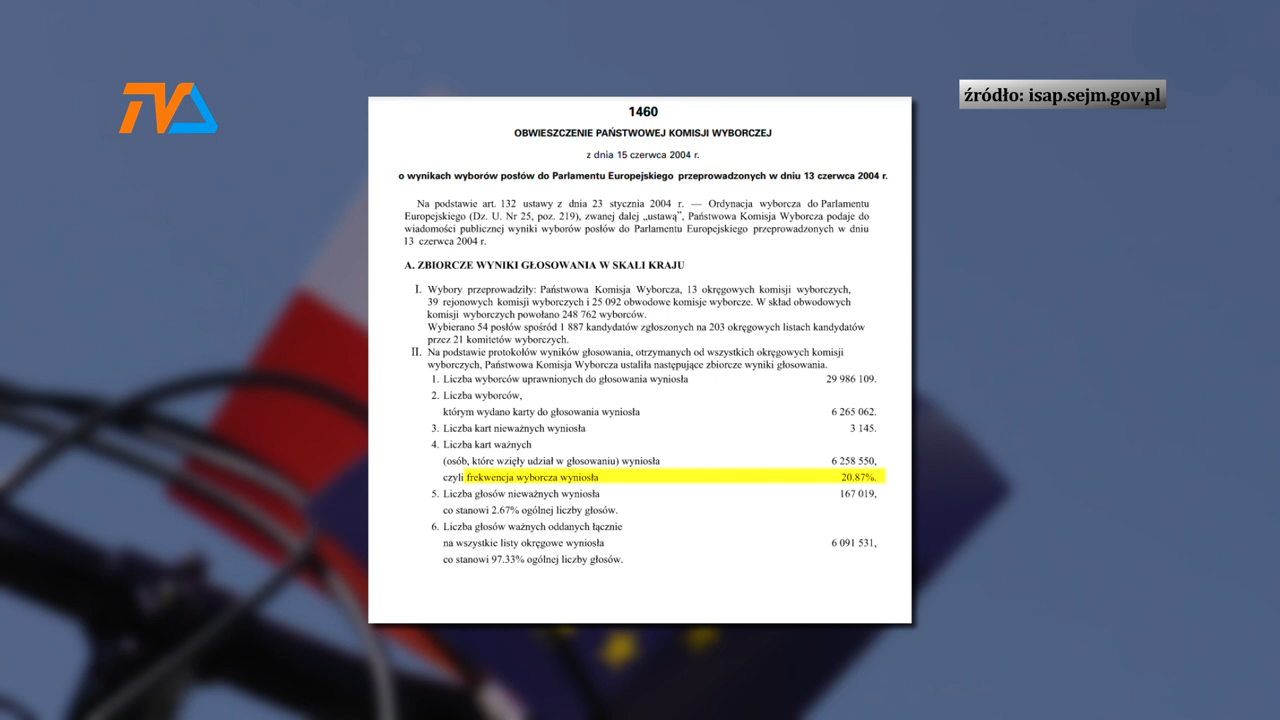 TVA
źródło: isap.sejm.gov.pl
1460
OBWIESZCZENIE PAŃSTWOWEJ KOMISJI WYBORCZEJ
z dnia 15 czerwca 2004 r.
o wynikach wyborów posłów do Parlamentu Europejskiego przeprowadzonych w dniu 13 czerwca 2004 r.
Na podstawie art. 132 ustawy z dnia 23 stycznia 2004 r. — Ordynacja wyborcza do Parlamentu
Europejskiego (Dz. U. Nr 25, poz. 219), zwanej dalej „ustawą”, Państwowa Komisja Wyborcza podaje do
wiadomości publicznej wyniki wyborów posłów do Parlamentu Europejskiego przeprowadzonych w dniu
13 czerwca 2004 r.
A. ZBIORCZE WYNIKI GŁOSOWANIA W SKALI KRAJU
I. Wybory przeprowadziły: Państwowa Komisja Wyborcza, 13 okręgowych komisji wyborczych,
39 rejonowych komisji wyborczych i 25 092 obwodowe komisje wyborcze. W skład obwodowych
komisji wyborczych powołano 248 762 wyborców.
Wybierano 54 posłów spośród 1 887 kandydatów zgłoszonych na 203 okręgowych listach kandydatów
przez 21 komitetów wyborczych.
II. Na podstawie protokołów wyników głosowania, otrzymanych od wszystkich okręgowych komisji
wyborczych, Państwowa Komisja Wyborcza ustaliła następujące zbiorcze wyniki głosowania.
1. Liczba wyborców uprawnionych do głosowania wyniosła 29 986 109.
2. Liczba wyborców,
którym wydano karty do głosowania wyniosła 6 265 062.
3. Liczba kart nieważnych wyniosła 3 145.
4. Liczba kart ważnych
(osób, które wzięły udział w głosowaniu) wyniosła 6 258 550,
czyli frekwencja wyborcza wyniosła 20.87%.
5. Liczba głosów nieważnych wyniosła 167 019,
co stanowi 2.67% ogólnej liczby głosów.
6. Liczba głosów ważnych oddanych łącznie
na wszystkie listy okręgowe wyniosła 6 091 531,
co stanowi 97.33% ogólnej liczby głosów.